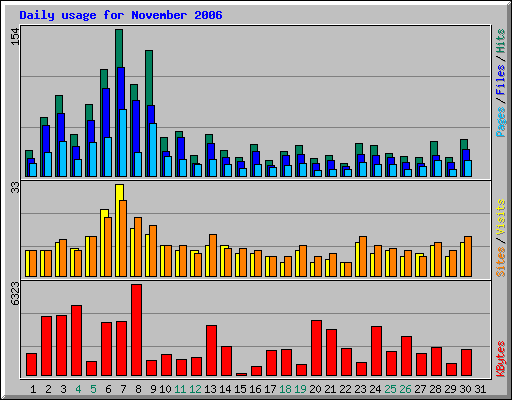 Daily usage for November 2006
154
Pages / Files / Hits
33
Sites / Visits
6323
KBytes
1 2 3 4 5 6 7 8 9 10 11 12 13 14 15 16 17 18 19 20 21 22 23 24 25 26 27 28 29 30 31